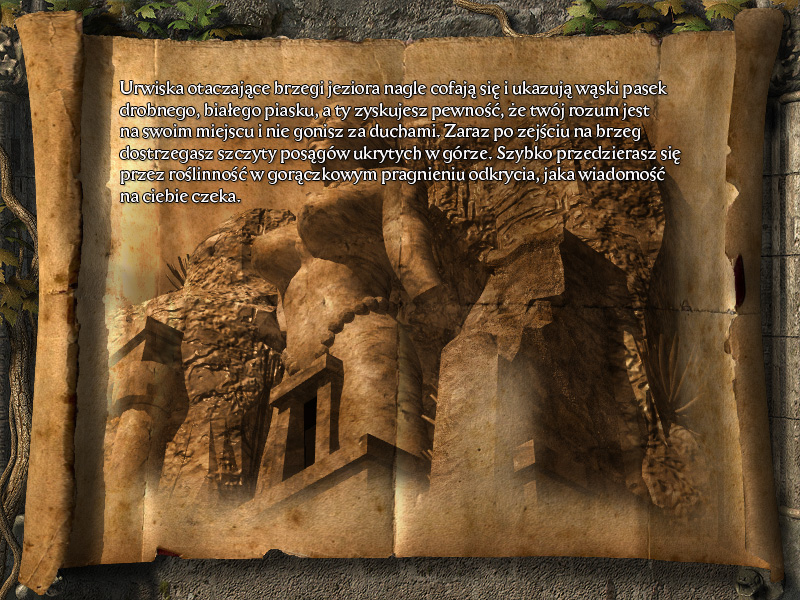 Urwiska otaczające brzegi jeziora nagle cofają się i ukazują wąski pasek
drobnego, białego piasku, a ty zyskujesz pewność, że twój rozum jest
na swoim miejscu i nie gonisz za duchami. Zaraz po zejściu na brzeg
dostrzegasz szczyty posągów ukrytych w górze. Szybko przedzierasz się
przez roślinność w gorączkowym pragnieniu odkrycia, jaka wiadomość
na ciebie czeka.